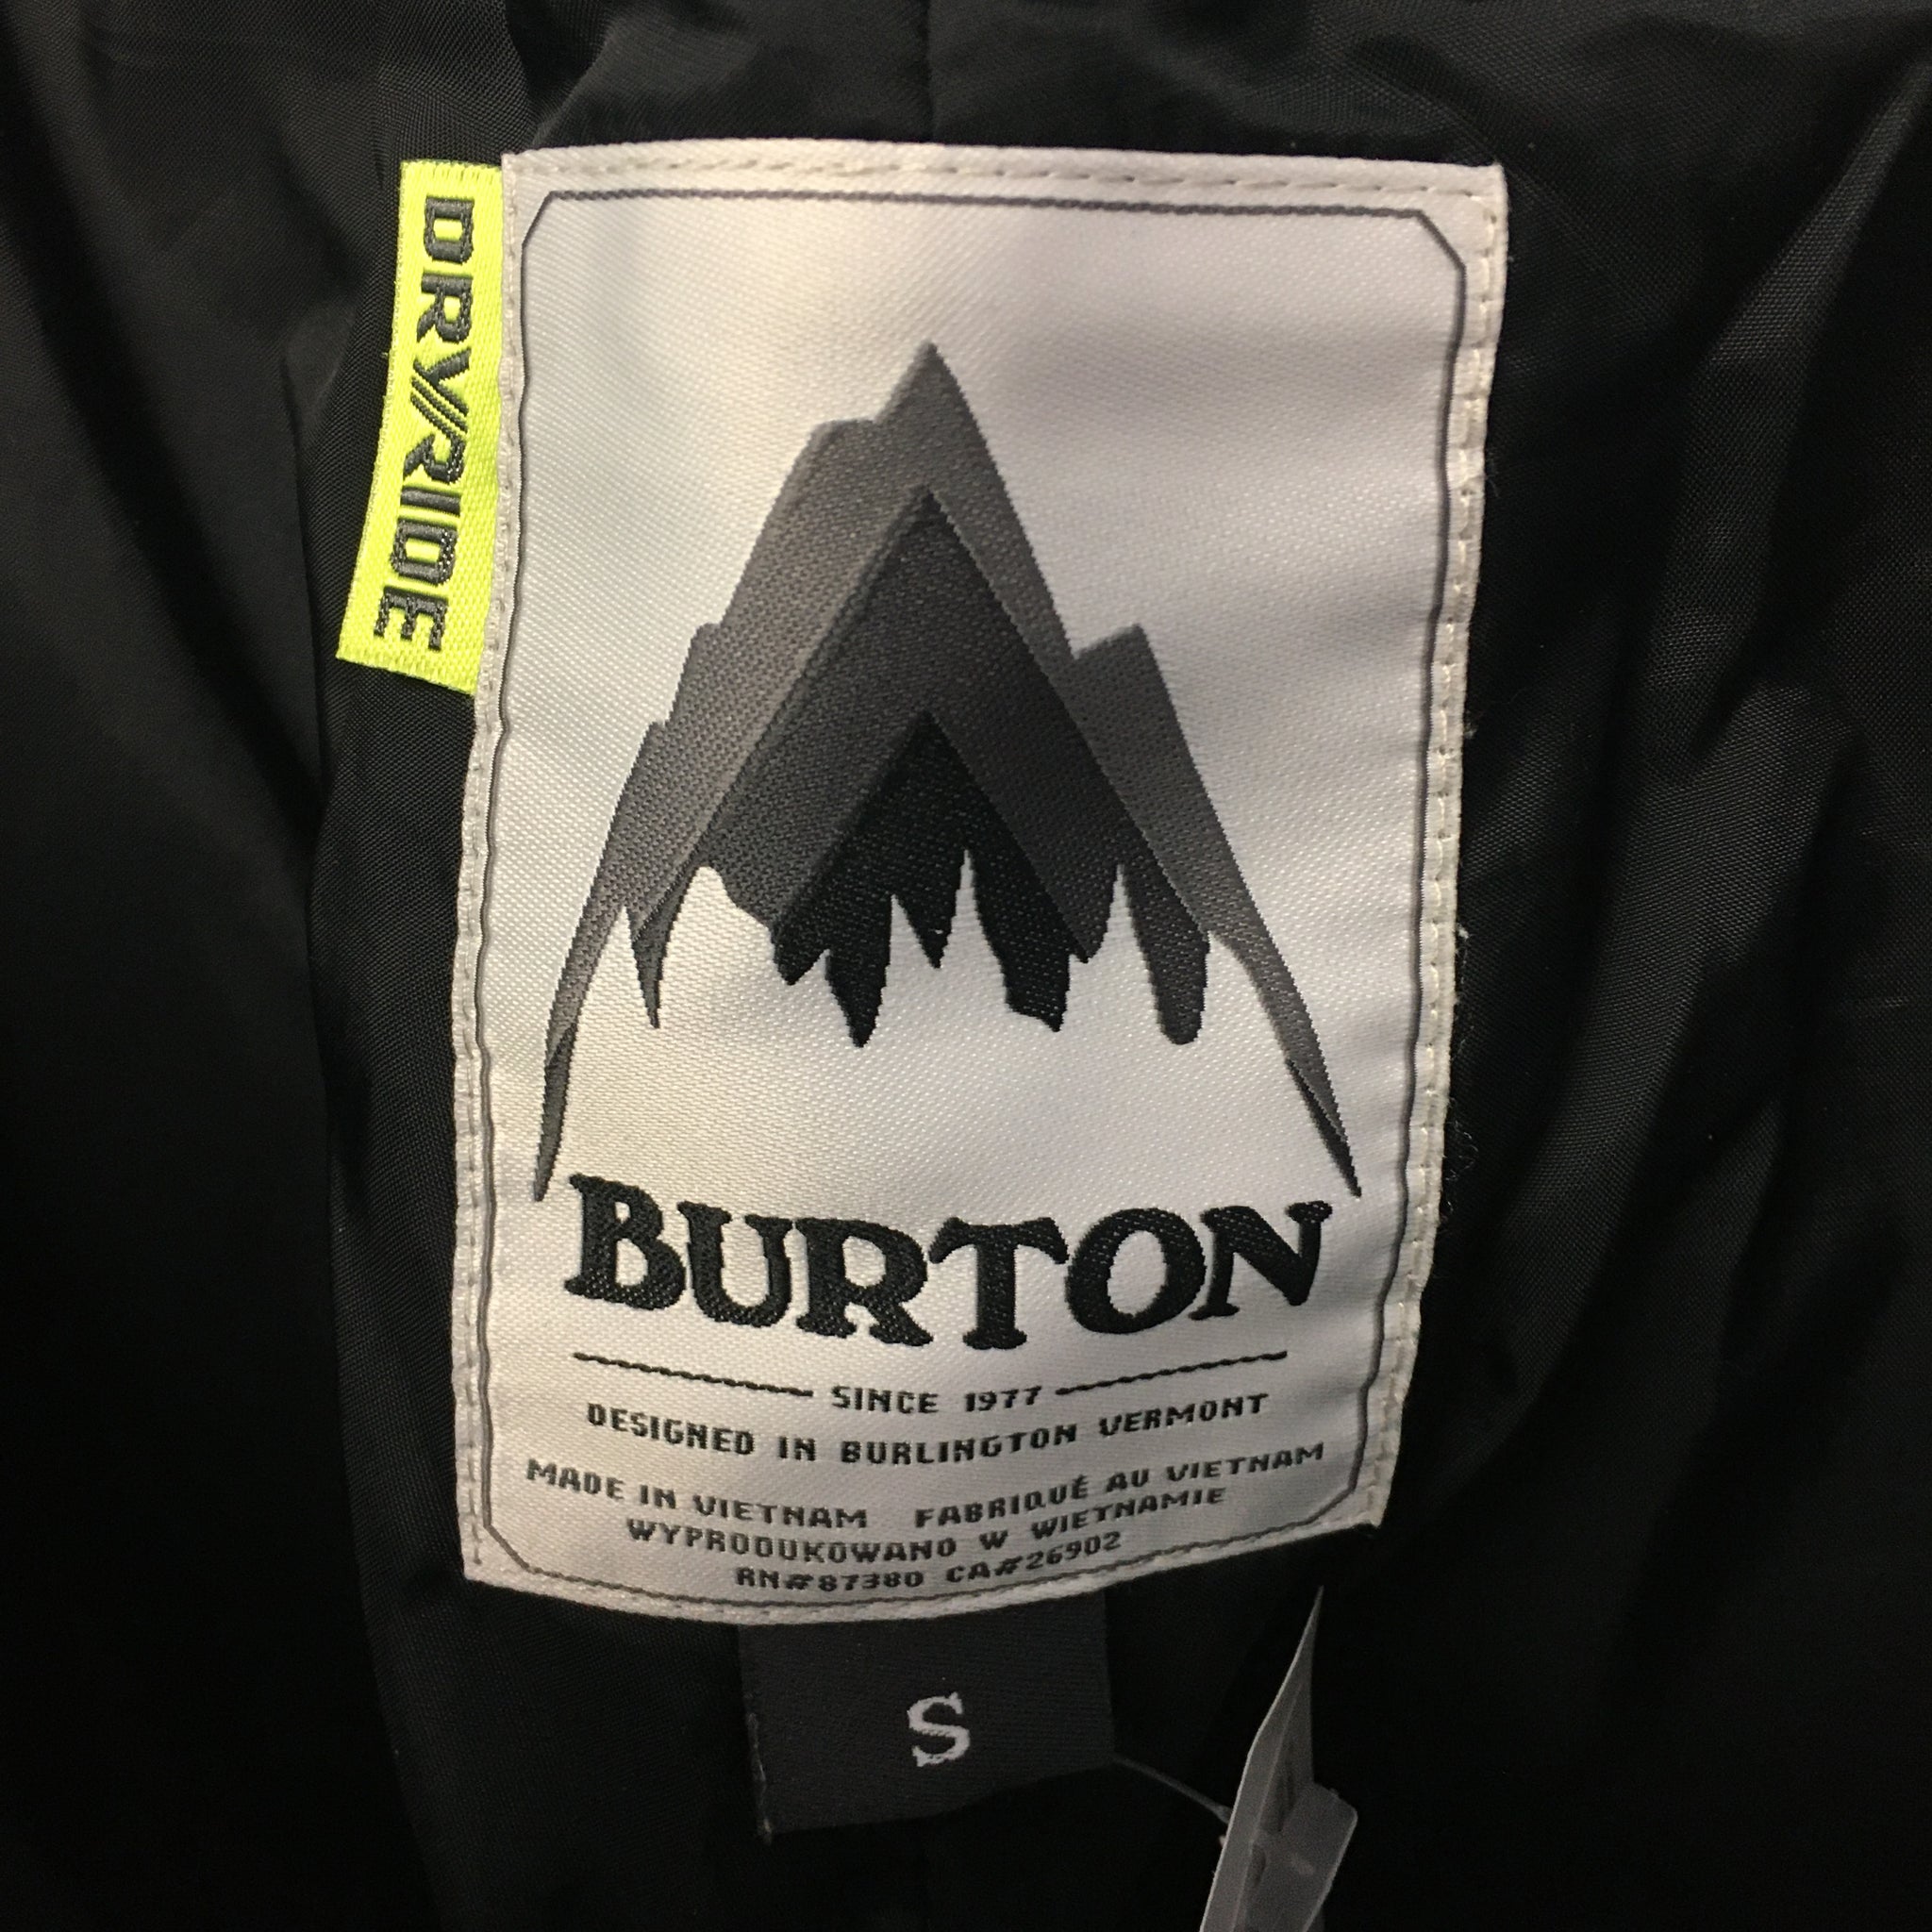 DRY//RIDE
BURTON
SINCE 1977
DESIGNED IN BURLINGTON VERMONT
MADE IN VIETNAM FABRIQUÉ AU VIETNAM
WYPRODUKOWANO W WIETNAMIE
RN#87380 CA#26902
S